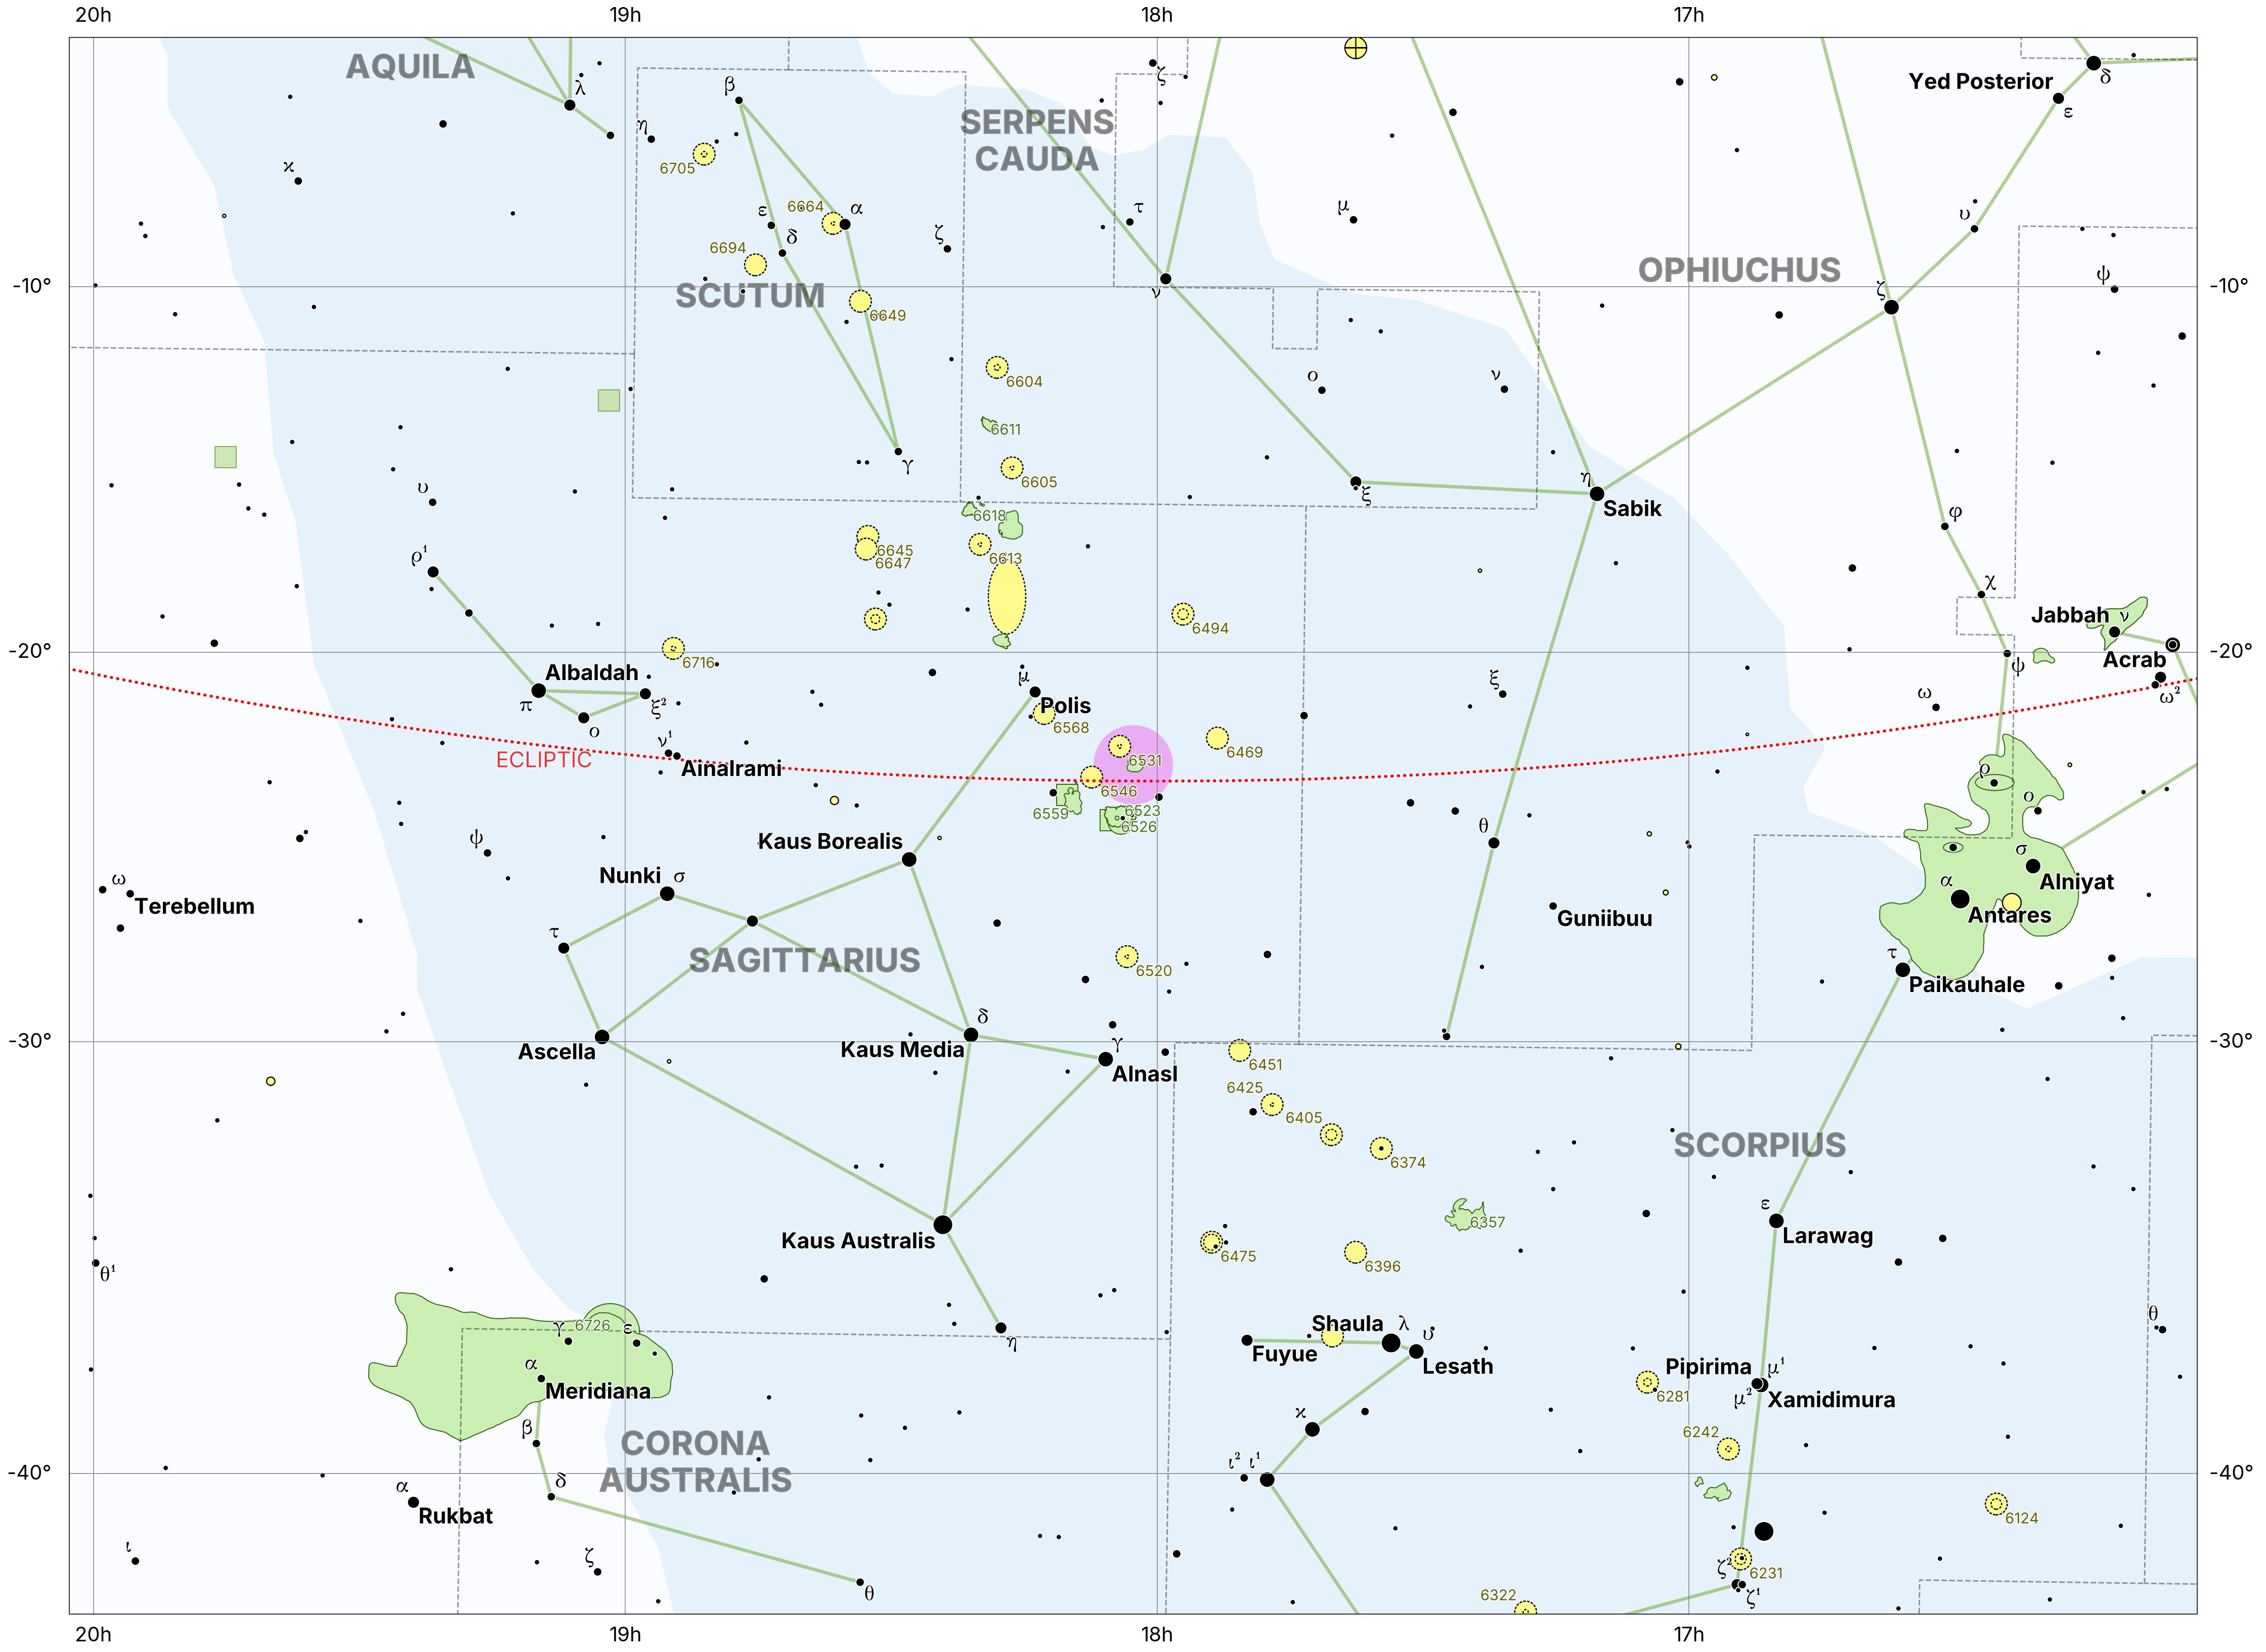 20h
19h
18h
17h
AQUILA
λ
β
ζ
δ
Yed Posterior
ε
SERPENS
CAUDA
η
ϰ
6705
6664
α
ε
δ
τ
μ
υ
ζ
6694
OPHIUCHUS
ψ
SCUTUM
-10°
-10°
ν
ζ
6649
6604
ο
ν
6611
γ
6605
υ
ξ
η
Sabik
6618
φ
6645
6647
6613
ρ¹
χ
Jabbah
ν
6494
-20°
-20°
6716
Acrab
ψ
Albaldah
μ
ξ
ω
ω²
π
ξ²
Polis
ο
6568
ν¹
ECLIPTIC
Ainalrami
6531
6469
6546
ρ
ο
6559
6523
6526
ψ
Kaus Borealis
θ
σ
Nunki
σ
Alniyat
ω
Terebellum
α
Antares
Guniibuu
τ
SAGITTARIUS
6520
τ
Paikauhale
δ
-30°
-30°
Ascella
Kaus Media
γ
Alnasl
6451
6425
6405
6374
SCORPIUS
ε
6357
Larawag
Kaus Australis
6475
6396
θ¹
γ
6726
ε
η
Shaula
λ
υ
θ
Fuyue
Lesath
α
Meridiana
Pipirima
μ¹
6281
μ²
Xamidimura
β
ϰ
6242
CORONA
AUSTRALIS
ι²
ι¹
-40°
-40°
α
Rukbat
δ
6124
ι
ζ
6231
ζ²
ζ¹
θ
6322
20h
19h
18h
17h